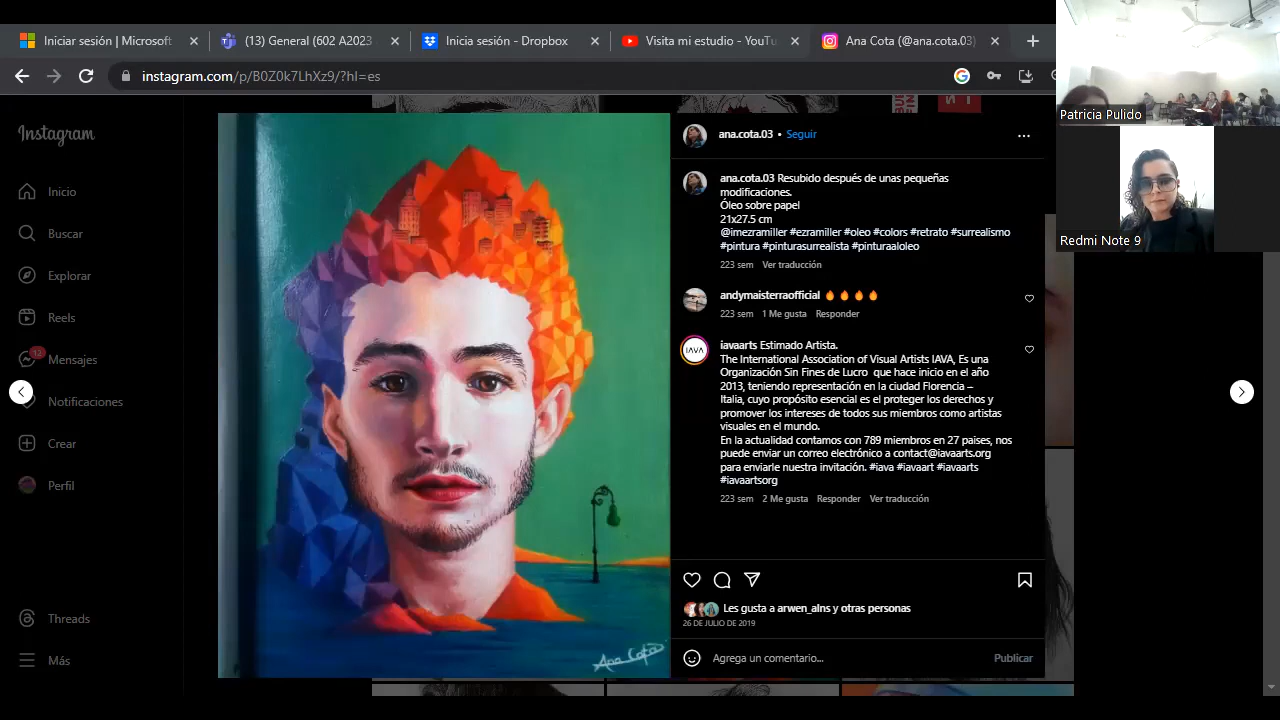 Iniciar sesión | Microsoft
(13) General (602 A2023
Inicia sesión - Dropbox
Visita mi estudio - YouTu
Ana Cota (@ana.cota.03)
instagram.com/p/B0Z0k7LhXz9/?hl=es
Patricia Pulido
Redmi Note 9
Instagram
Inicio
Buscar
Explorar
Reels
12
Mensajes
Notificaciones
Crear
Perfil
Threads
Más
Ana Cota
ana.cota.03 • Seguir
ana.cota.03 Resubido después de unas pequeñas
modificaciones.
Óleo sobre papel
21x27.5 cm
@imezramiller #ezramiller #oleo #colors #retrato #surrealismo
#pintura #pinturasurrealista #pinturaaloleo
223 sem Ver traducción
andymaisterraofficial 🔥🔥🔥🔥
223 sem 1 Me gusta Responder
IAVA
iavaarts Estimado Artista.
The International Association of Visual Artists IAVA, Es una
Organización Sin Fines de Lucro que hace inicio en el año
2013, teniendo representación en la ciudad Florencia –
Italia, cuyo propósito esencial es el proteger los derechos y
promover los intereses de todos sus miembros como artistas
visuales en el mundo.
En la actualidad contamos con 789 miembros en 27 paises, nos
puede enviar un correo electrónico a contact@iavaarts.org
para enviarle nuestra invitación. #iava #iavaart #iavaarts
#iavaartsorg
223 sem 2 Me gusta Responder Ver traducción
Les gusta a arwen_alns y otras personas
26 DE JULIO DE 2019
Agrega un comentario...
Publicar